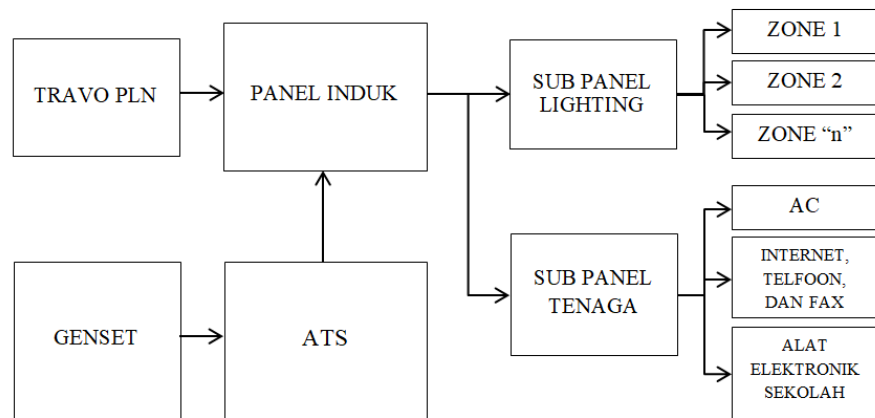 TRAVO PLN
PANEL INDUK
SUB PANEL
LIGHTING
ZONE 1
ZONE 2
ZONE “n”
GENSET
ATS
SUB PANEL
TENAGA
AC
INTERNET,
TELFOON,
DAN FAX
ALAT
ELEKTRONIK
SEKOLAH